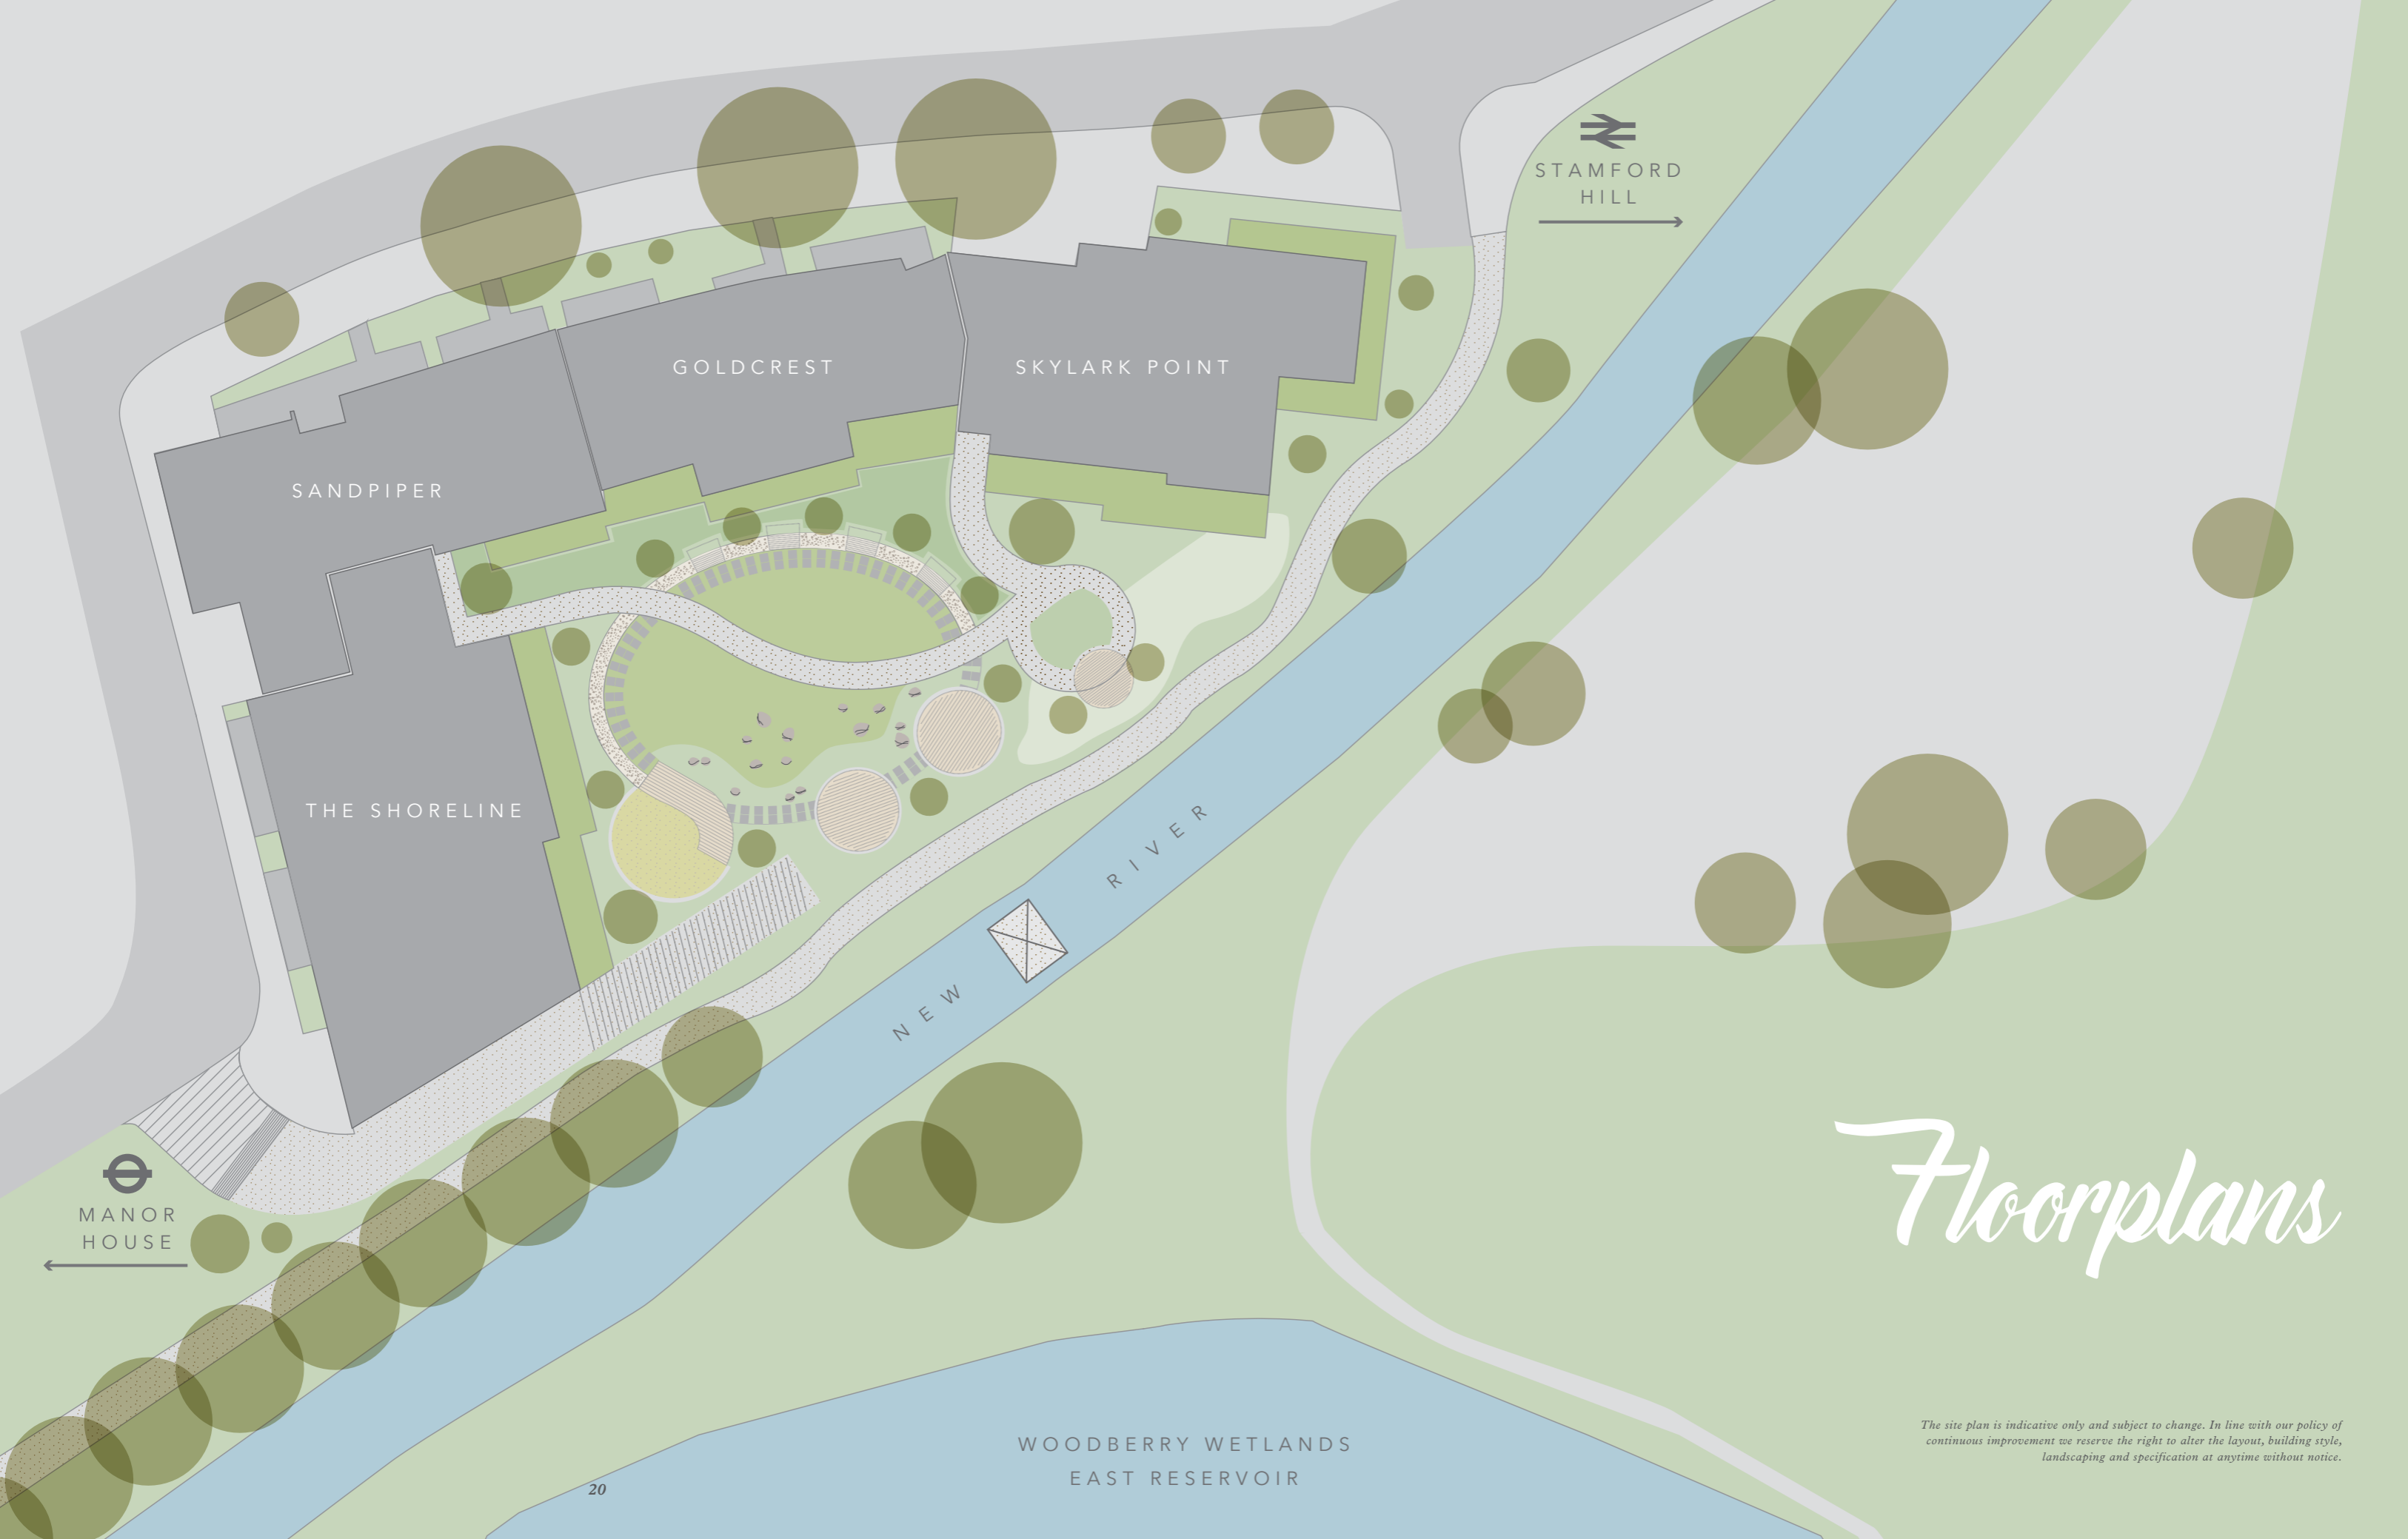 STAMFORD
HILL
GOLDCREST
SKYLARK POINT
SANDPIPER
THE SHORELINE
NEW RIVER
MANOR
HOUSE
Floorplans
WOODBERRY WETLANDS
EAST RESERVOIR
The site plan is indicative only and subject to change. In line with our policy of
continuous improvement we reserve the right to alter the layout, building style,
landscaping and specification at anytime without notice.
20